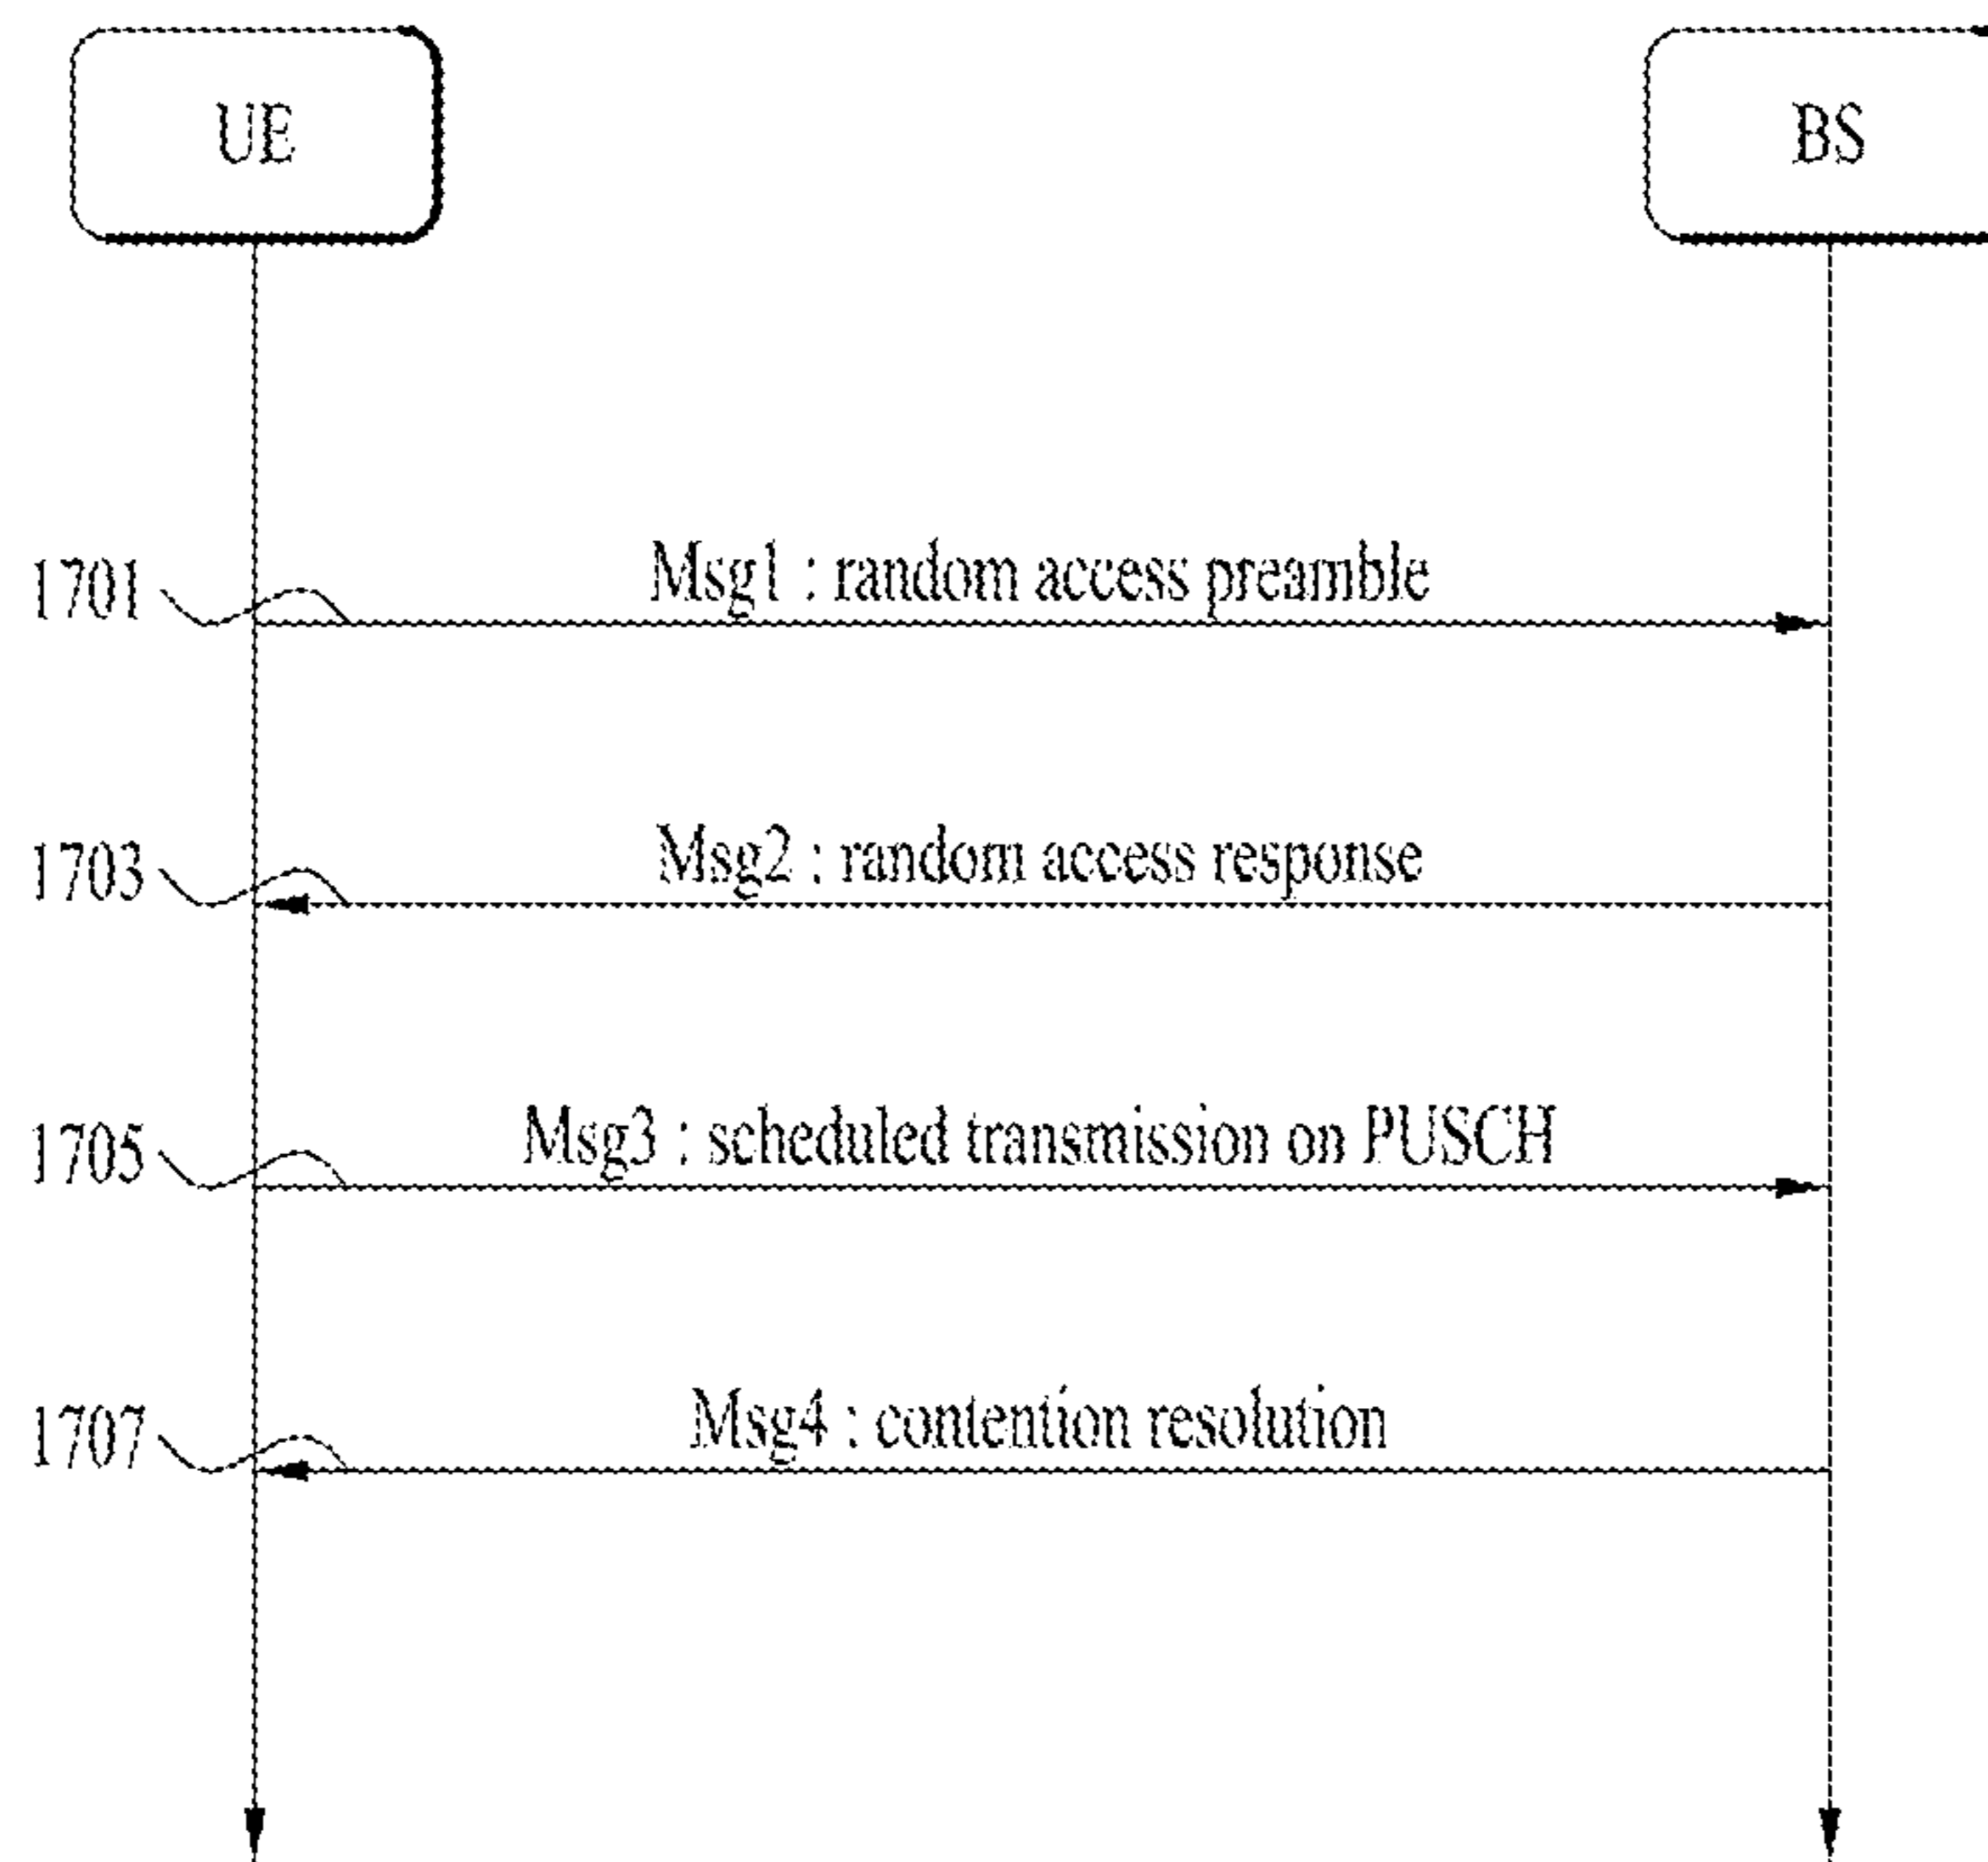 UE
BS
1701
Msg1 : random access preamble
1703
Msg2 : random access response
1705
Msg3 : scheduled transmission on PUSCH
1707
Msg4 : contention resolution